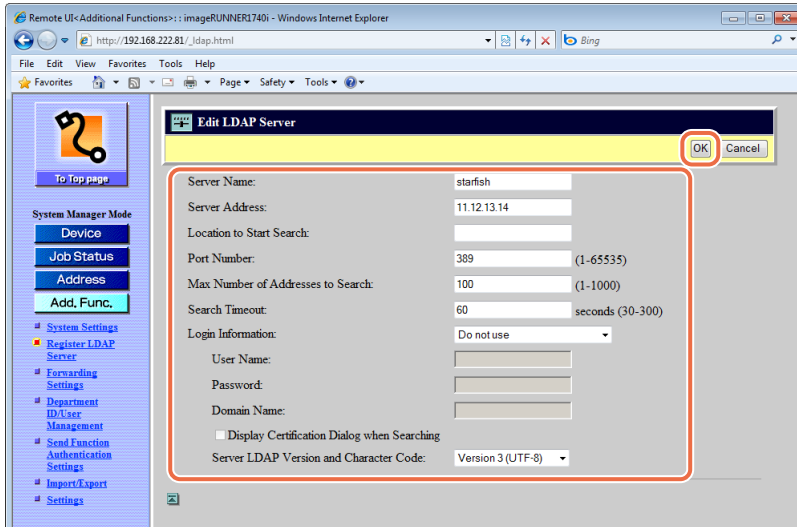 Remote UI<Additional Functions>: : imageRUNNER1740i - Windows Internet Explorer
http://192.168.222.81/_ldap.html
Bing
File Edit View Favorites Tools Help
Favorites Page Safety Tools
Edit LDAP Server
OK Cancel
To Top page
System Manager Mode
Device
Job Status
Address
Add. Func.
System Settings
Register LDAP
Server
Forwarding
Settings
Department
ID/User
Management
Send Function
Authentication
Settings
Import/Export
Settings
Server Name: starfish
Server Address: 11.12.13.14
Location to Start Search:
Port Number: 389 (1-65535)
Max Number of Addresses to Search: 100 (1-1000)
Search Timeout: 60 seconds (30-300)
Login Information: Do not use
User Name:
Password:
Domain Name:
Display Certification Dialog when Searching
Server LDAP Version and Character Code: Version 3 (UTF-8)